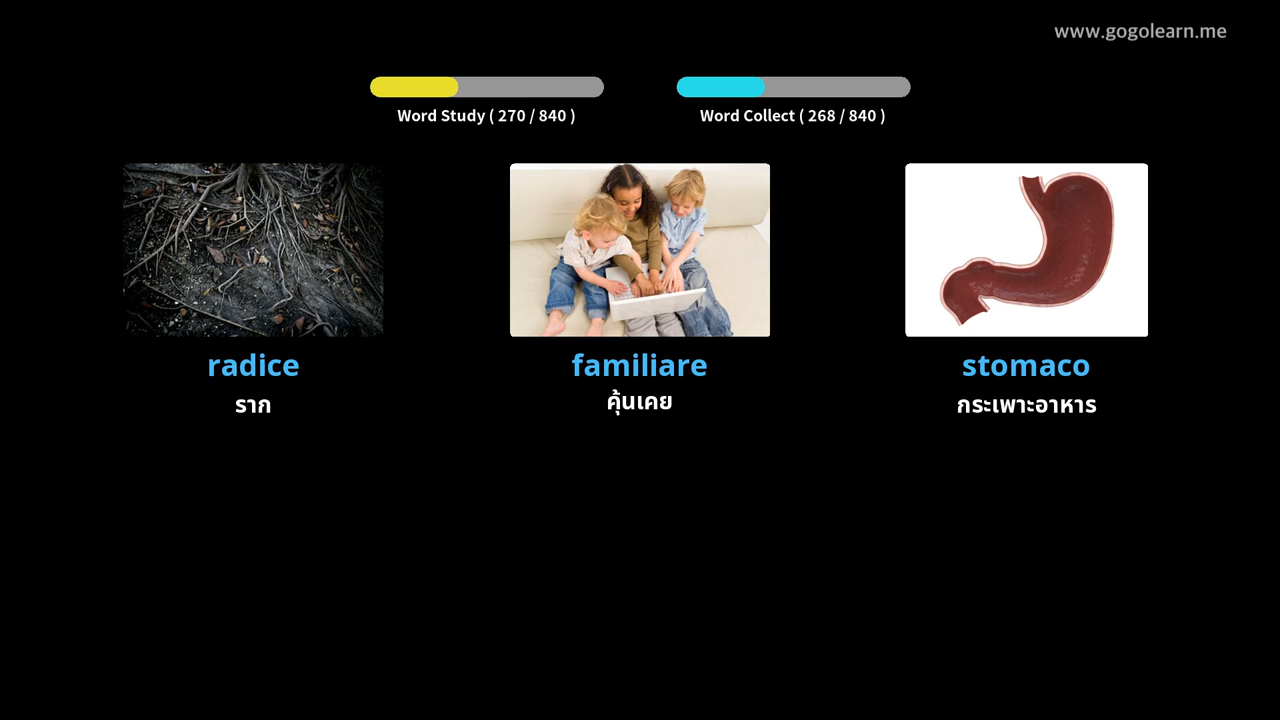 www.gogolearn.me
Word Study ( 270 / 840 )
Word Collect ( 268 / 840 )
radice
familiare
stomaco
ราก
คุ้นเคย
กระเพาะอาหาร